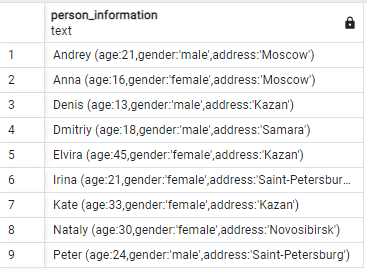 person_information
text
1 Andrey (age:21,gender:'male',address:'Moscow')
2 Anna (age:16,gender:'female',address:'Moscow')
3 Denis (age:13,gender:'male',address:'Kazan')
4 Dmitriy (age:18,gender:'male',address:'Samara')
5 Elvira (age:45,gender:'female',address:'Kazan')
6 Irina (age:21,gender:'female',address:'Saint-Petersbur...
7 Kate (age:33,gender:'female',address:'Kazan')
8 Nataly (age:30,gender:'female',address:'Novosibirsk')
9 Peter (age:24,gender:'male',address:'Saint-Petersburg')